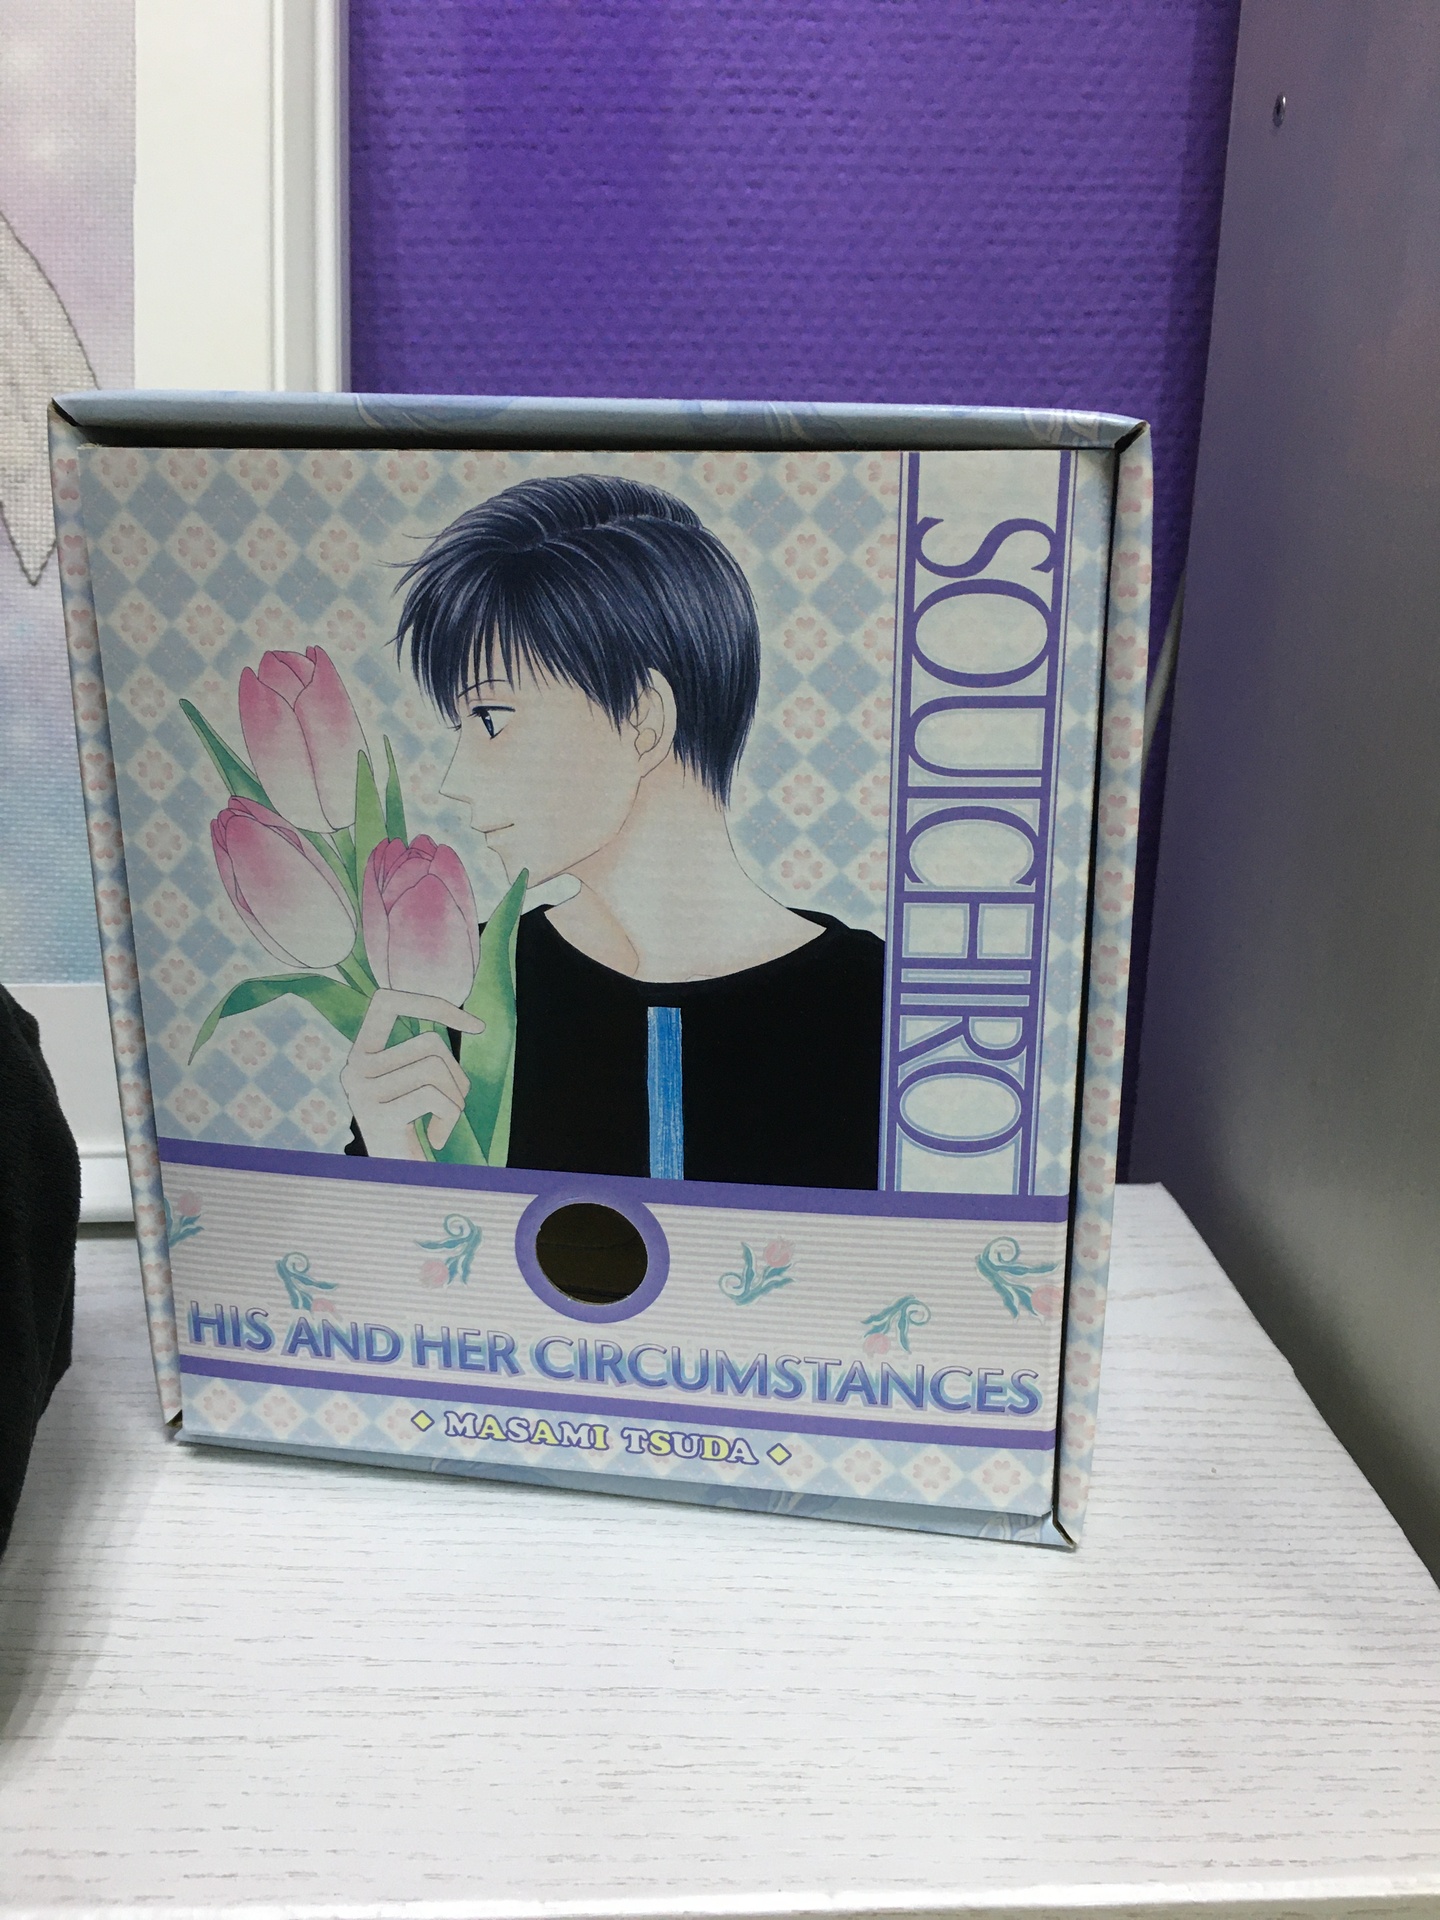 SOUICHIRO
HIS AND HER CIRCUMSTANCES
MASAMI TSUDA